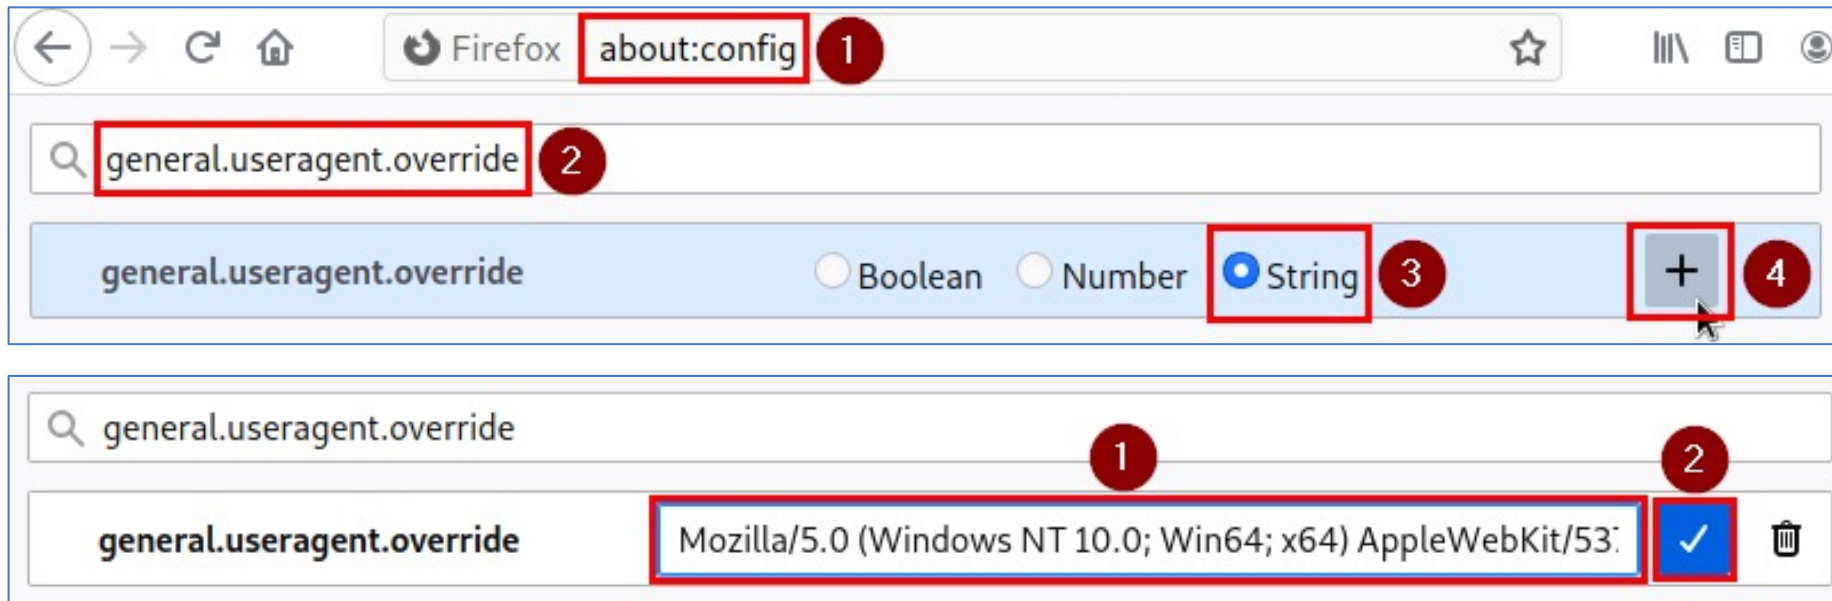 Firefox about:config 1
general.useragent.override 2
general.useragent.override Boolean Number String 3 + 4
general.useragent.override
1 2
general.useragent.override Mozilla/5.0 (Windows NT 10.0; Win64; x64) AppleWebKit/537